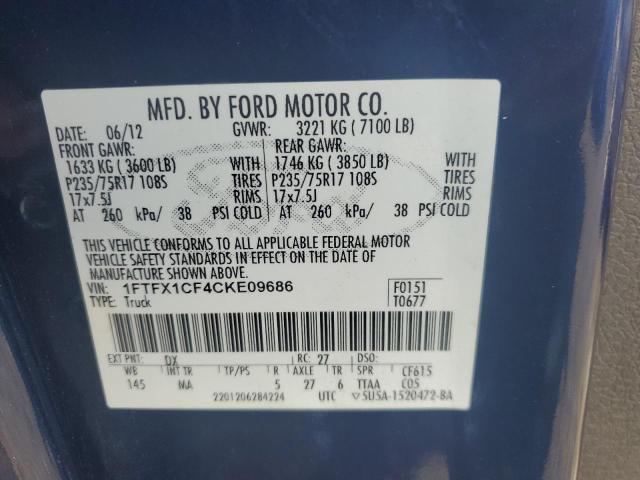 MFD. BY FORD MOTOR CO.
DATE: 06/12 GVWR: 3221 KG ( 7100 LB)
FRONT GAWR: REAR GAWR:
1633 KG ( 3600 LB) WITH 1746 KG ( 3850 LB) WITH
P235/75R17 108S TIRES P235/75R17 108S TIRES
17x7.5J RIMS 17x7.5J RIMS
AT 260 kPa/ 38 PSI COLD AT 260 kPa/ 38 PSI COLD
THIS VEHICLE CONFORMS TO ALL APPLICABLE FEDERAL MOTOR
VEHICLE SAFETY STANDARDS IN EFFECT ON THE DATE OF
MANUFACTURE SHOWN ABOVE.
VIN: 1FTFX1CF4CKE09686 F0151
TYPE: Truck T0677
EXT PNT: DX RC: 27 DSO:
WB INT TR TP/PS R AXLE TR SPR CF615
145 MA 5 27 6 TTAA C05
2201206284224 UTC ▽5U5A-1520472-BA